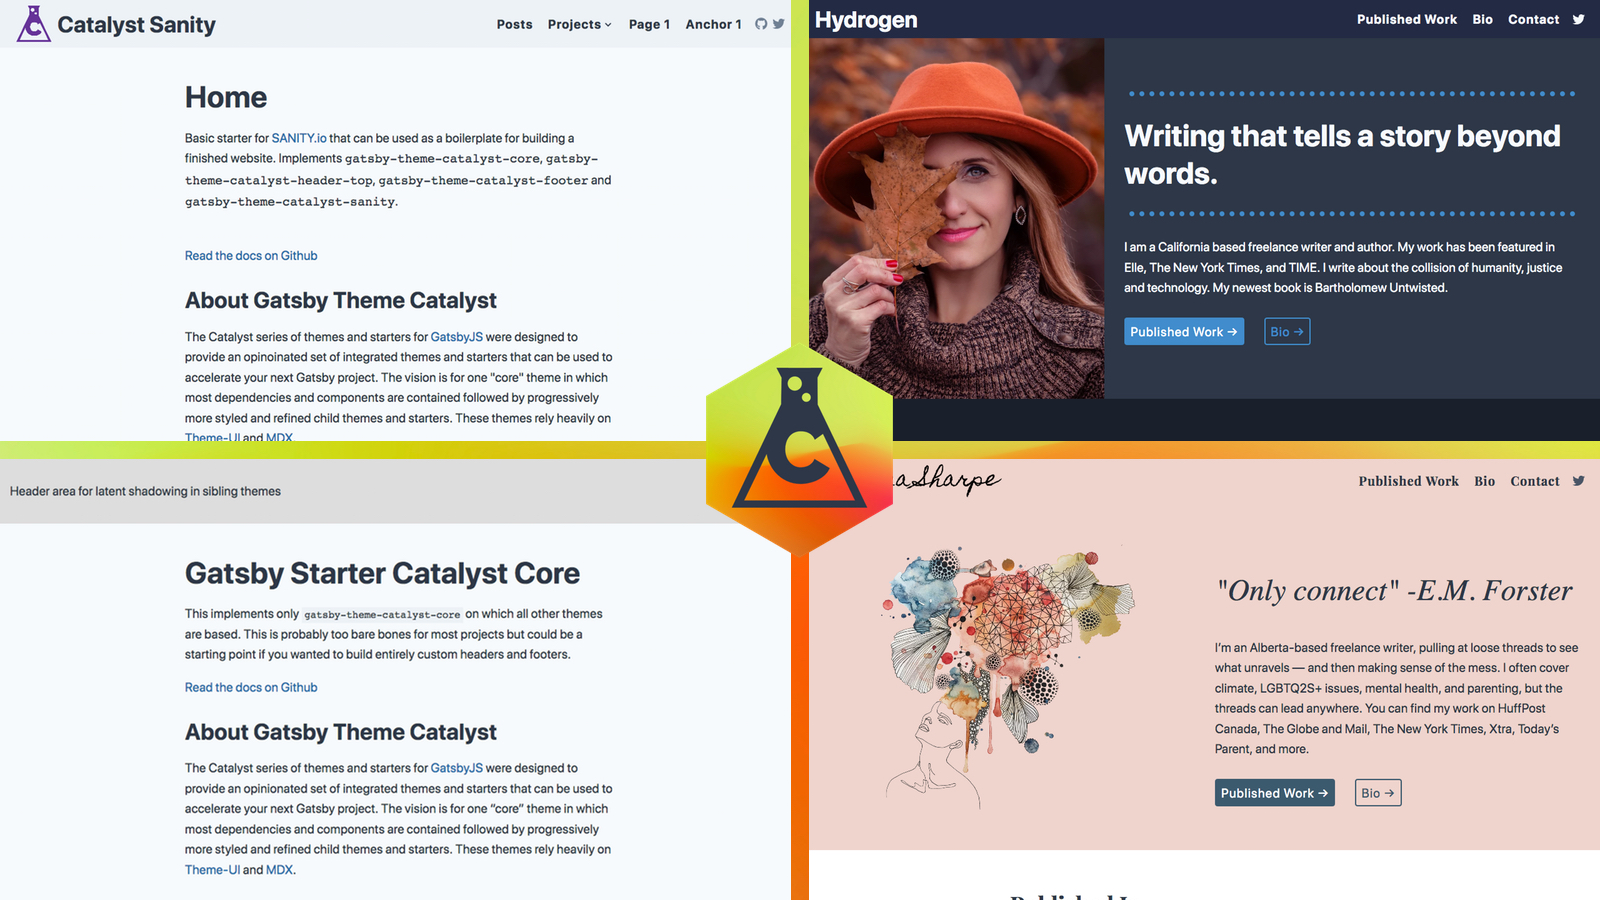 Catalyst Sanity
Posts Projects Page 1 Anchor 1
Home
Basic starter for SANITY.io that can be used as a boilerplate for building a
finished website. Implements gatsby-theme-catalyst-core, gatsby-
theme-catalyst-header-top, gatsby-theme-catalyst-footer and
gatsby-theme-catalyst-sanity.
Read the docs on Github
About Gatsby Theme Catalyst
The Catalyst series of themes and starters for GatsbyJS were designed to
provide an opinoinated set of integrated themes and starters that can be used to
accelerate your next Gatsby project. The vision is for one "core" theme in which
most dependencies and components are contained followed by progressively
more styled and refined child themes and starters. These themes rely heavily on
Theme-UI and MDX.
Hydrogen
Published Work Bio Contact
Writing that tells a story beyond
words.
I am a California based freelance writer and author. My work has been featured in
Elle, The New York Times, and TIME. I write about the collision of humanity, justice
and technology. My newest book is Bartholomew Untwisted.
Published Work → Bio →
C
Header area for latent shadowing in sibling themes
Gatsby Starter Catalyst Core
This implements only gatsby-theme-catalyst-core on which all other themes
are based. This is probably too bare bones for most projects but could be a
starting point if you wanted to build entirely custom headers and footers.
Read the docs on Github
About Gatsby Theme Catalyst
The Catalyst series of themes and starters for GatsbyJS were designed to
provide an opinionated set of integrated themes and starters that can be used to
accelerate your next Gatsby project. The vision is for one “core” theme in which
most dependencies and components are contained followed by progressively
more styled and refined child themes and starters. These themes rely heavily on
Theme-UI and MDX.
a Sharpe
Published Work Bio Contact
"Only connect" -E.M. Forster
I’m an Alberta-based freelance writer, pulling at loose threads to see
what unravels — and then making sense of the mess. I often cover
climate, LGBTQ2S+ issues, mental health, and parenting, but the
threads can lead anywhere. You can find my work on HuffPost
Canada, The Globe and Mail, The New York Times, Xtra, Today’s
Parent, and more.
Published Work → Bio →